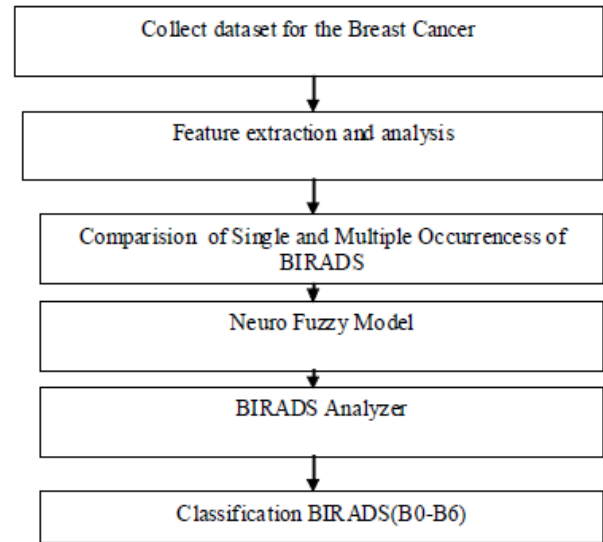 Collect dataset for the Breast Cancer
Feature extraction and analysis
Comparision of Single and Multiple Occurrencess of
BIRADS
Neuro Fuzzy Model
BIRADS Analyzer
Classification BIRADS(B0-B6)